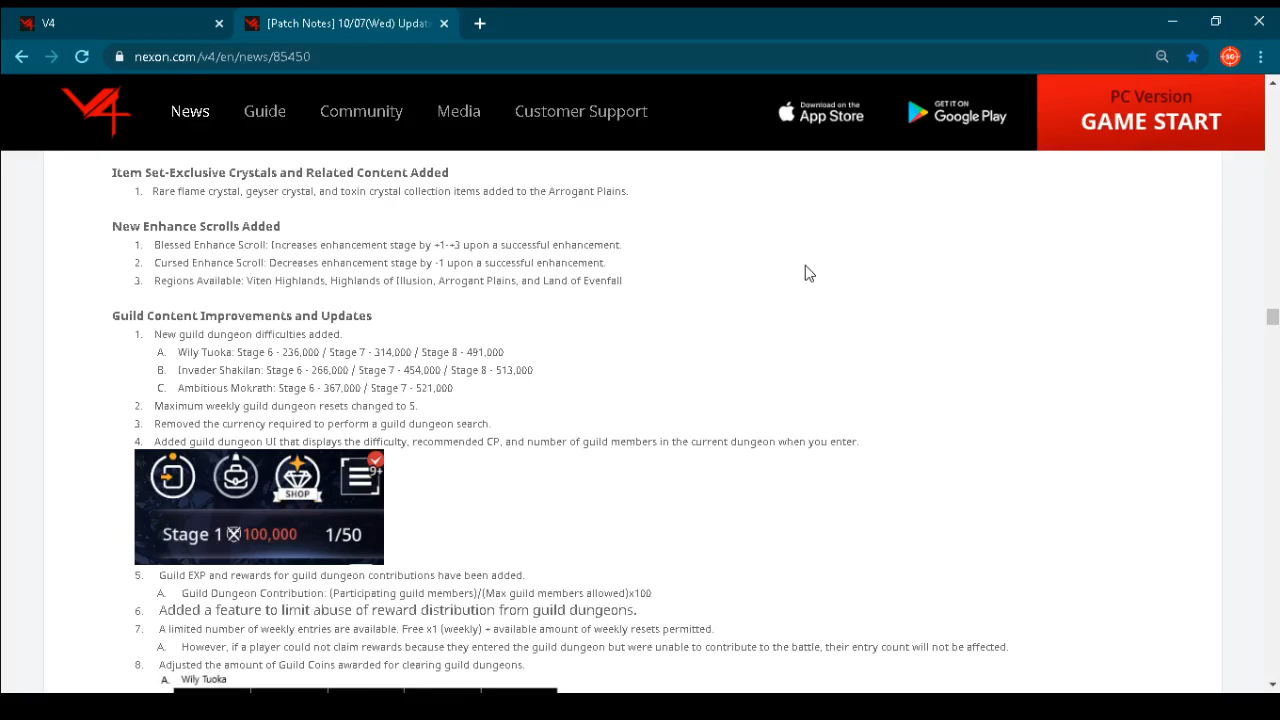 V4
[Patch Notes] 10/07(Wed) Updat
nexon.com/v4/en/news/85450
V4
News
Guide
Community
Media
Customer Support
Download on the
App Store
GET IT ON
Google Play
PC Version
GAME START
Item Set-Exclusive Crystals and Related Content Added
1. Rare flame crystal, geyser crystal, and toxin crystal collection items added to the Arrogant Plains.
New Enhance Scrolls Added
1. Blessed Enhance Scroll: Increases enhancement stage by +1-+3 upon a successful enhancement.
2. Cursed Enhance Scroll: Decreases enhancement stage by -1 upon a successful enhancement.
3. Regions Available: Viten Highlands, Highlands of Illusion, Arrogant Plains, and Land of Evenfall
Guild Content Improvements and Updates
1. New guild dungeon difficulties added.
A. Wily Tuoka: Stage 6 - 236,000 / Stage 7 - 314,000 / Stage 8 - 491,000
B. Invader Shakilan: Stage 6 - 266,000 / Stage 7 - 454,000 / Stage 8 - 513,000
C. Ambitious Mokrath: Stage 6 - 367,000 / Stage 7 - 521,000
2. Maximum weekly guild dungeon resets changed to 5.
3. Removed the currency required to perform a guild dungeon search.
4. Added guild dungeon UI that displays the difficulty, recommended CP, and number of guild members in the current dungeon when you enter.
SHOP
9+
Stage 1 100,000 1/50
5. Guild EXP and rewards for guild dungeon contributions have been added.
A. Guild Dungeon Contribution: (Participating guild members)/(Max guild members allowed)x100
6. Added a feature to limit abuse of reward distribution from guild dungeons.
7. A limited number of weekly entries are available. Free x1 (weekly) + available amount of weekly resets permitted.
A. However, if a player could not claim rewards because they entered the guild dungeon but were unable to contribute to the battle, their entry count will not be affected.
8. Adjusted the amount of Guild Coins awarded for clearing guild dungeons.
A. Wily Tuoka